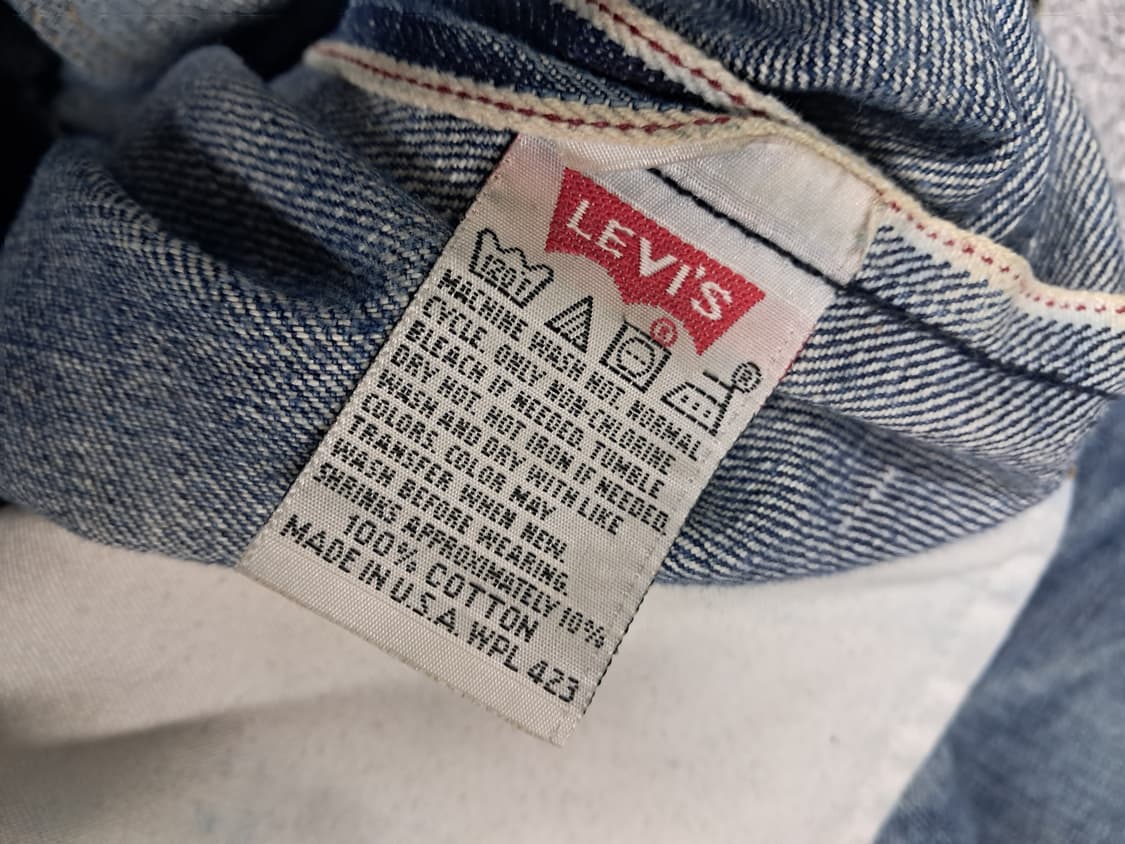 LEVI'S
®
120F
®
MACHINE WASH HOT, NORMAL
CYCLE. ONLY NON-CHLORINE
BLEACH IF NEEDED. TUMBLE
DRY HOT. HOT IRON IF NEEDED.
WASH AND DRY WITH LIKE
COLORS. COLOR MAY
TRANSFER WHEN NEW.
WASH BEFORE WEARING.
SHRINKS APPROXIMATELY 10%
100% COTTON
MADE IN U.S.A. WPL 423